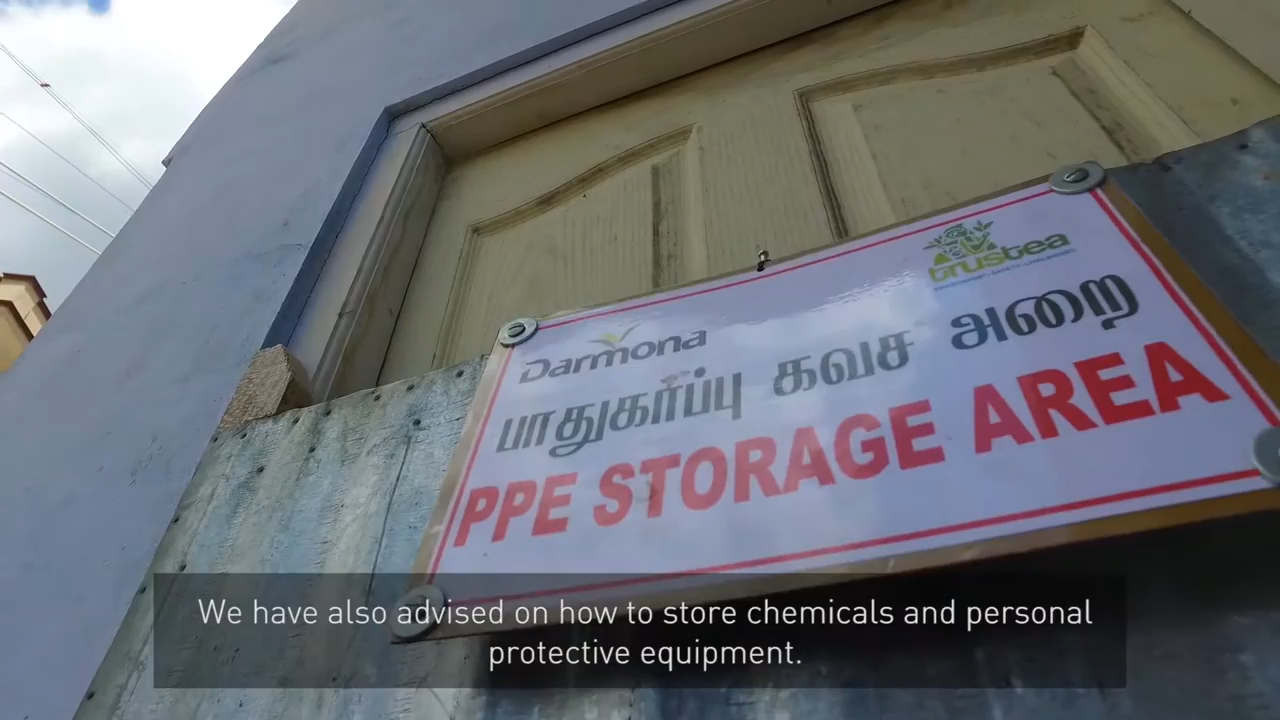 Darmona
trustea
பாதுகர்ப்பு கவச அறை
PPE STORAGE AREA
We have also advised on how to store chemicals and personal
protective equipment.